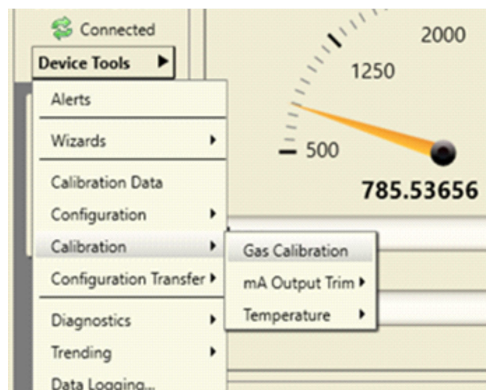 Connected
Device Tools
Alerts
Wizards
Calibration Data
Configuration
Calibration
Configuration Transfer
Diagnostics
Trending
Data Logging...
Gas Calibration
mA Output Trim
Temperature
2000
1250
500
785.53656